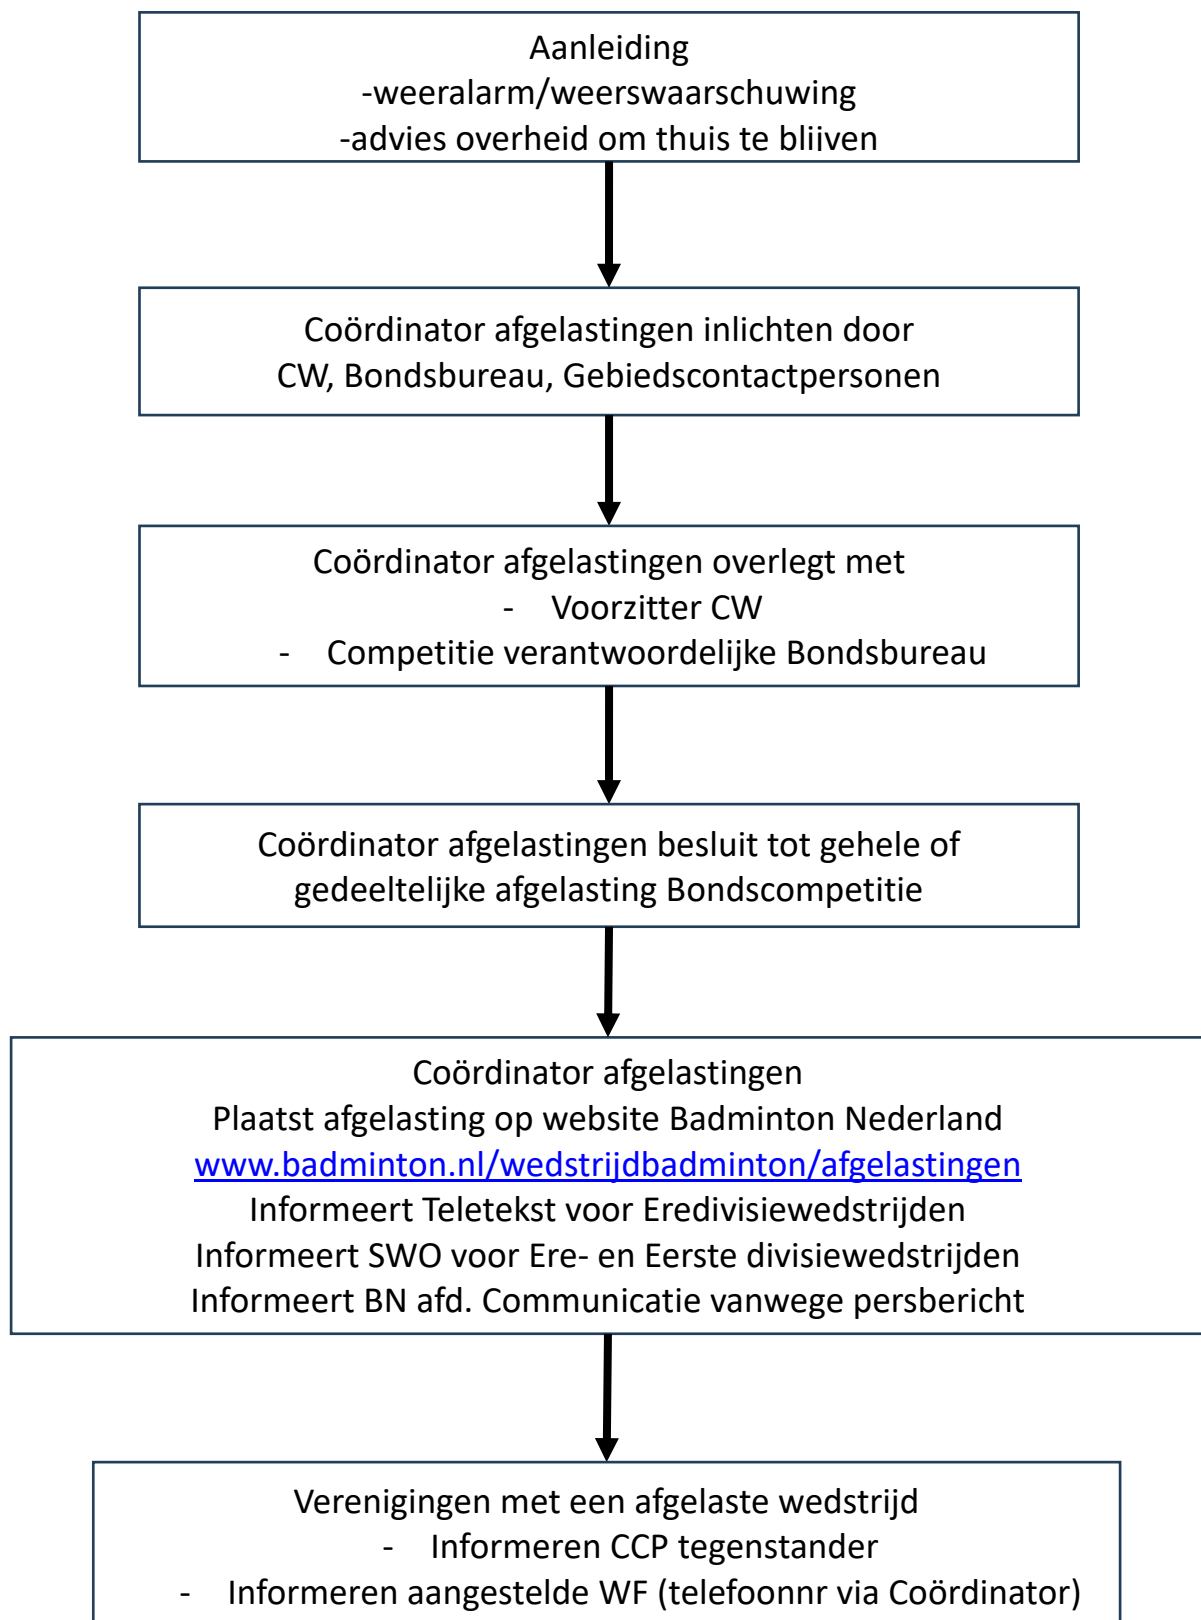 Aanleiding
-weeralarm/weerswaarschuwing
-advies overheid om thuis te blijven
Coördinator afgelastingen inlichten door
CW, Bondsbureau, Gebiedscontactpersonen
Coördinator afgelastingen overlegt met
- Voorzitter CW
- Competitie verantwoordelijke Bondsbureau
Coördinator afgelastingen besluit tot gehele of
gedeeltelijke afgelasting Bondscompetitie
Coördinator afgelastingen
Plaatst afgelasting op website Badminton Nederland
www.badminton.nl/wedstrijdbadminton/afgelastingen
Informeert Teletekst voor Eredivisiewedstrijden
Informeert SWO voor Ere- en Eerste divisiewedstrijden
Informeert BN afd. Communicatie vanwege persbericht
Verenigingen met een afgelaste wedstrijd
- Informeren CCP tegenstander
- Informeren aangestelde WF (telefoonnr via Coördinator)